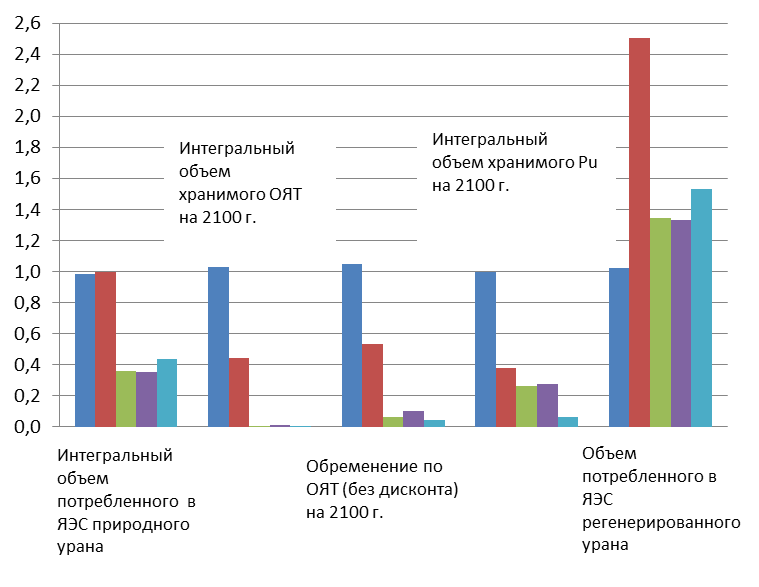 2,6
2,4
2,2
2,0
1,8
1,6
1,4
1,2
1,0
0,8
0,6
0,4
0,2
0,0
Интегральный
объем
хранимого ОЯТ
на 2100 г.
Интегральный
объем хранимого Pu
на 2100 г.
Интегральный
объем
потребленного в
ЯЭС природного
урана
Обременение по
ОЯТ (без дисконта)
на 2100 г.
Объем
потребленного в
ЯЭС
регенерированного
урана